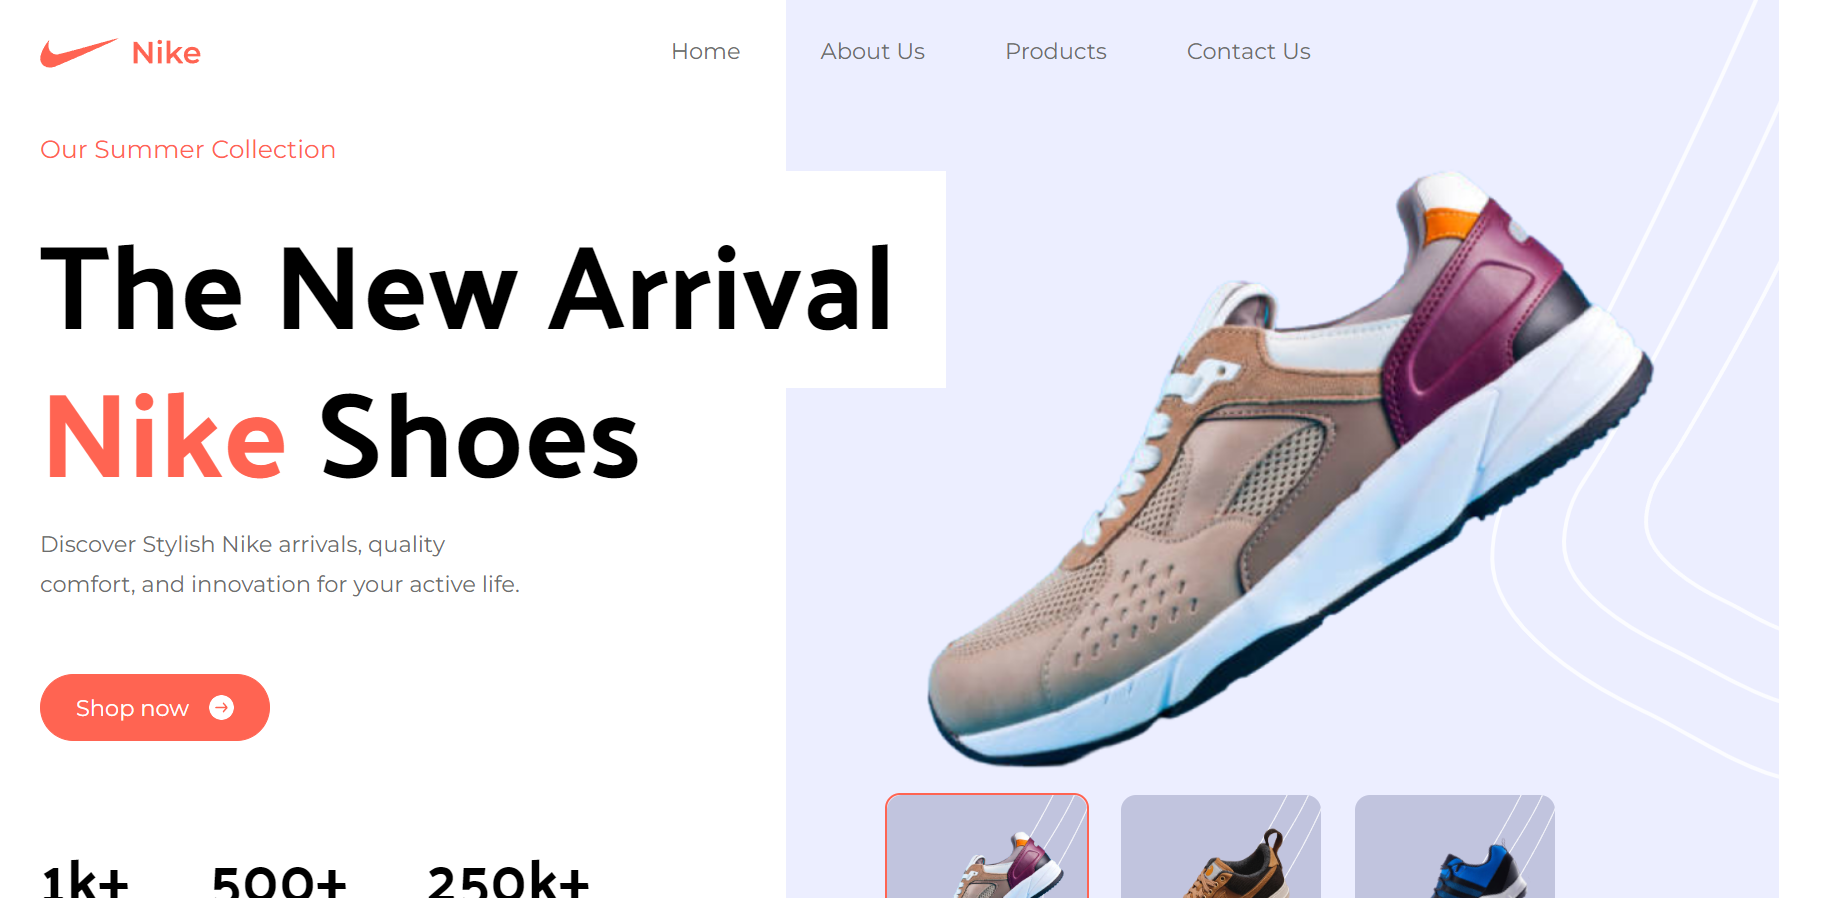 Nike
Home
About Us
Products
Contact Us
Our Summer Collection
The New Arrival
Nike Shoes
Discover Stylish Nike arrivals, quality
comfort, and innovation for your active life.
Shop now
1k+
500+
250k+